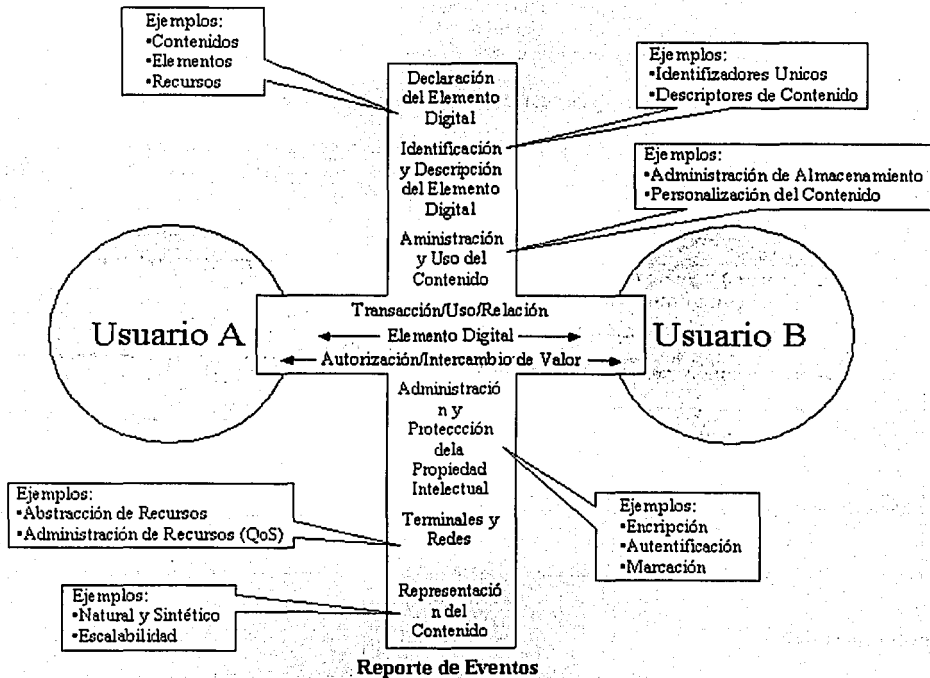 Ejemplos:
•Contenidos
•Elementos
•Recursos
Declaración
del Elemento
Digital
Ejemplos:
•Identifizadores Unicos
•Descriptores de Contenido
Identificación
y Descripción
del Elemento
Digital
Ejemplos:
•Administración de Almacenamiento
•Personalización del Contenido
Aministración
y Uso del
Contenido
Usuario A
Transacción/Uso/Relación
Elemento Digital
Autorización/Intercambio de Valor
Usuario B
Administració
n y
Proteccción
dela
Propiedad
Intelectual
Ejemplos:
•Encripción
•Autentificación
•Marcación
Ejemplos:
•Abstracción de Recursos
•Administración de Recursos (QoS)
Terminales y
Redes
Ejemplos:
•Natural y Sintético
•Escalabilidad
Representació
n del
Contenido
Reporte de Eventos